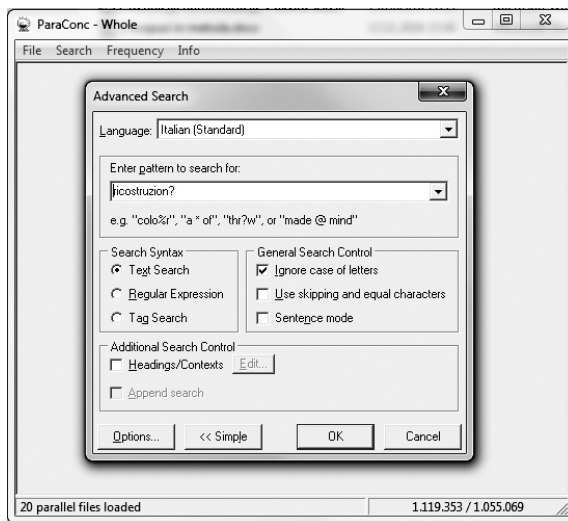 ParaConc - Whole
File Search Frequency Info
Advanced Search
Language: Italian (Standard)
Enter pattern to search for:
ricostruzion?
e.g. "colo%r", "a * of", "thr?w", or "made @ mind"
Search Syntax
Text Search
Regular Expression
Tag Search
General Search Control
Ignore case of letters
Use skipping and equal characters
Sentence mode
Additional Search Control
Headings/Contexts Edit...
Append search
Options... << Simple OK Cancel
20 parallel files loaded 1.119.353 / 1.055.069